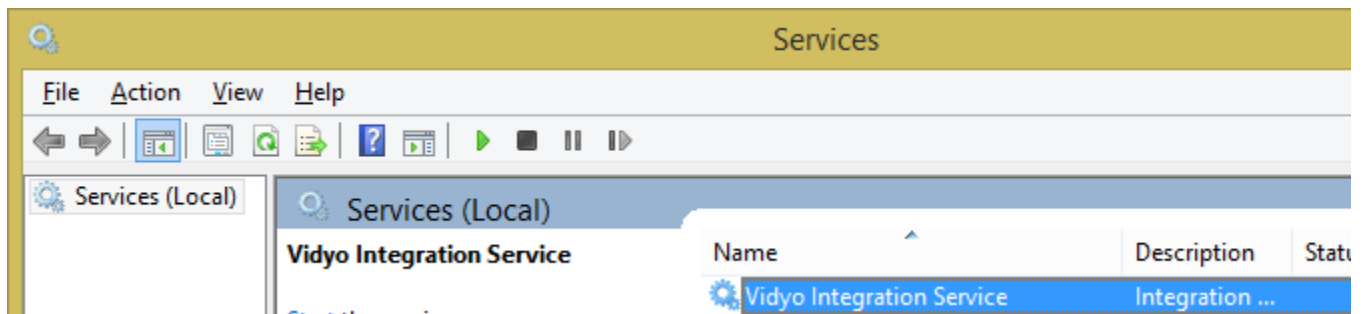 Services
File Action View Help
Services (Local)
Services (Local)
Vidyo Integration Service
Name Description
Vidyo Integration Service Integration ...